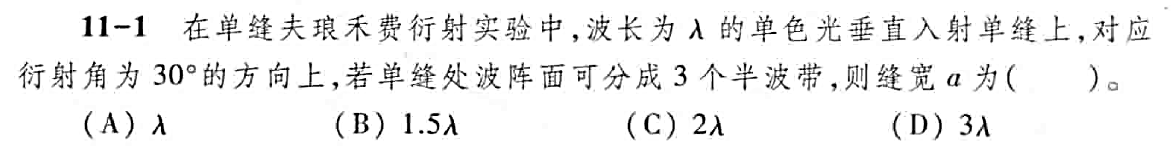 11-1 在单缝夫琅禾费衍射实验中,波长为 λ 的单色光垂直入射单缝上,对应
衍射角为 30°的方向上,若单缝处波阵面可分成 3 个半波带,则缝宽 a 为( )。
(A) λ (B) 1.5λ (C) 2λ (D) 3λ